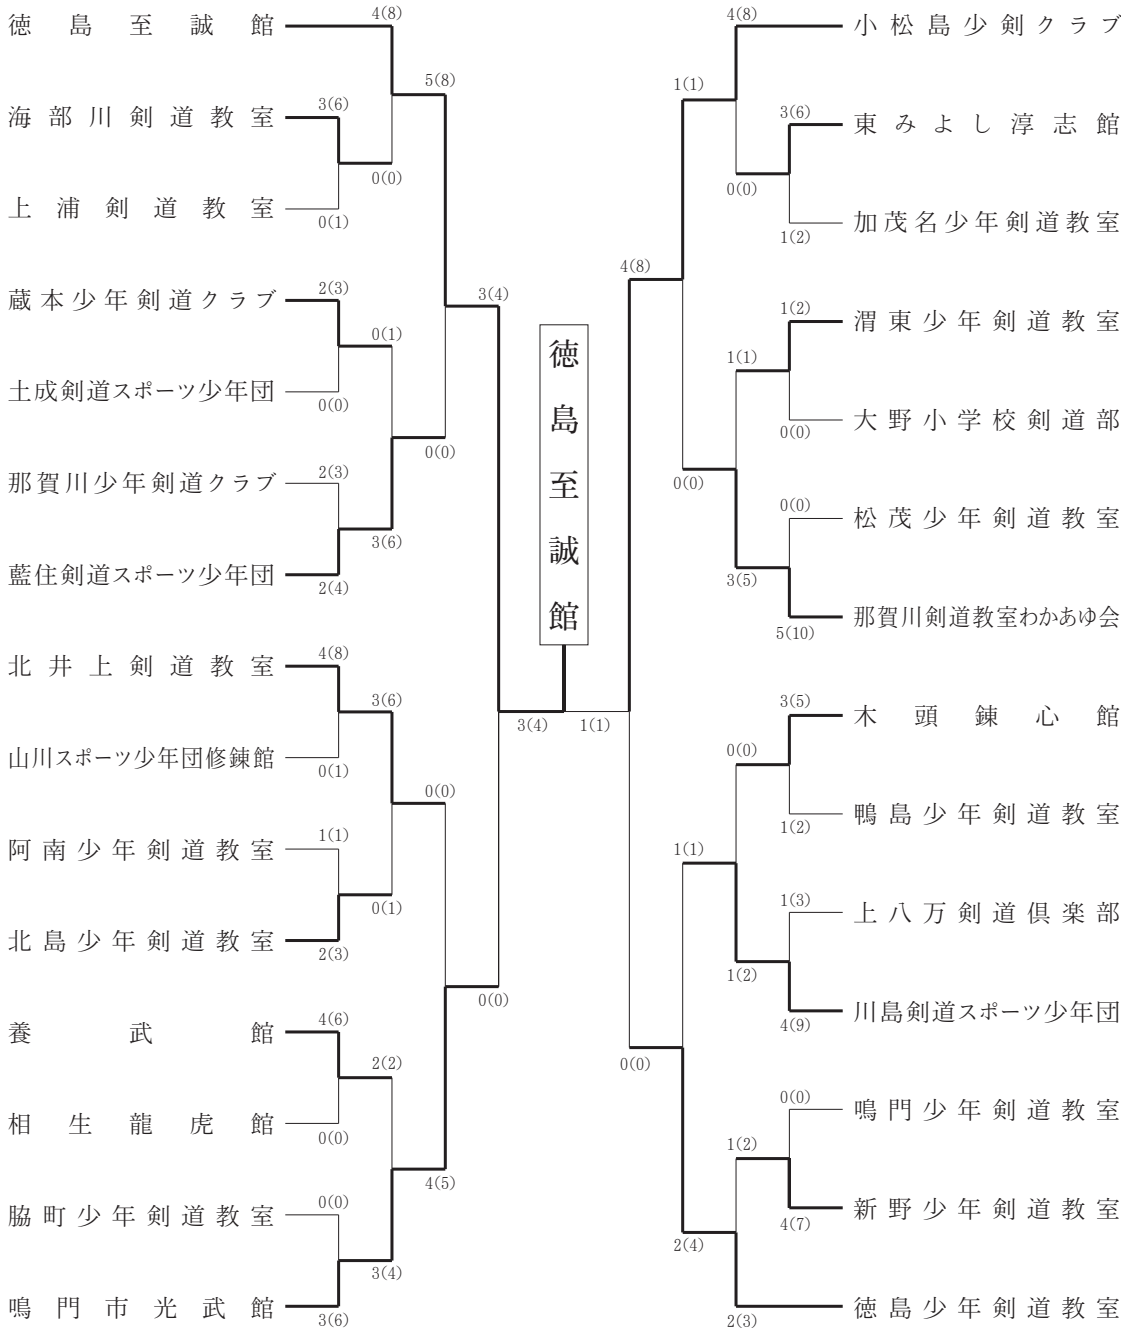 徳島至誠館
4(8)
5(8)
海部川剣道教室
3(6)
0(0)
上浦剣道教室
0(1)
3(4)
蔵本少年剣道クラブ
2(3)
0(1)
土成剣道スポーツ少年団
0(0)
0(0)
那賀川少年剣道クラブ
2(3)
3(6)
藍住剣道スポーツ少年団
2(4)
北井上剣道教室
4(8)
3(6)
山川スポーツ少年団修錬館
0(1)
0(0)
阿南少年剣道教室
1(1)
0(1)
北島少年剣道教室
2(3)
0(0)
養武館
4(6)
2(2)
相生龍虎館
0(0)
4(5)
脇町少年剣道教室
0(0)
3(4)
鳴門市光武館
3(6)
徳島至誠館
3(4)
1(1)
4(8)
小松島少剣クラブ
1(1)
3(6)
東みよし淳志館
0(0)
1(2)
加茂名少年剣道教室
4(8)
1(2)
渭東少年剣道教室
1(1)
0(0)
大野小学校剣道部
0(0)
0(0)
松茂少年剣道教室
3(5)
5(10)
那賀川剣道教室わかあゆ会
3(5)
木頭錬心館
0(0)
1(2)
鴨島少年剣道教室
1(1)
1(3)
上八万剣道倶楽部
1(2)
4(9)
川島剣道スポーツ少年団
0(0)
0(0)
鳴門少年剣道教室
1(2)
4(7)
新野少年剣道教室
2(4)
2(3)
徳島少年剣道教室